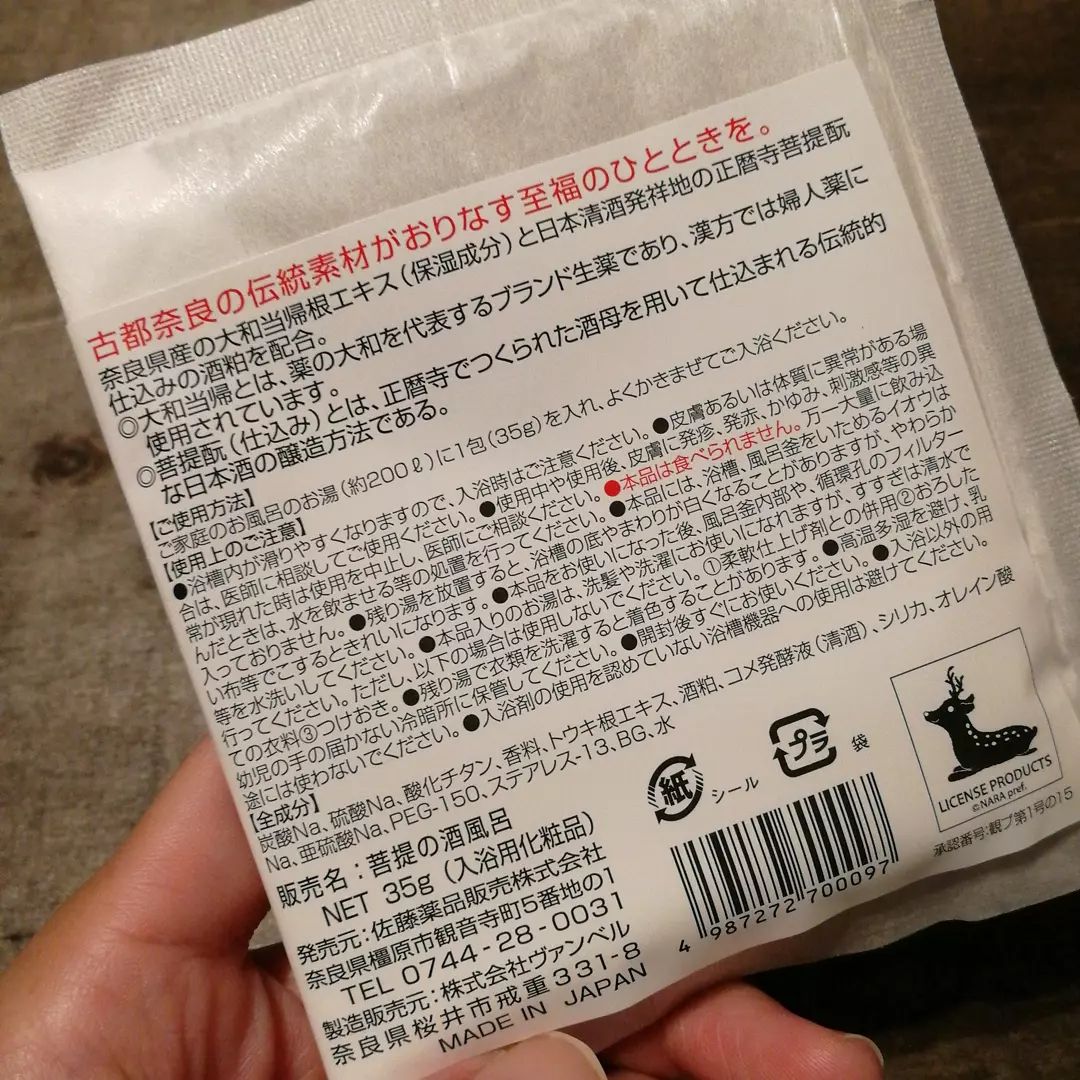 古都奈良の伝統素材がおりなす至福のひとときを。
奈良県産の大和当帰根エキス(保湿成分)と日本清酒発祥地の正暦寺菩提酛
仕込みの酒粕を配合。
◎大和当帰とは、薬の大和を代表するブランド生薬であり、漢方では婦人薬に
使用されています。
◎菩提酛(仕込み)とは、正暦寺でつくられた酒母を用いて仕込まれる伝統的
な日本酒の醸造方法である。
【ご使用方法】
ご家庭のお風呂のお湯(約200ℓ)に1包(35g)を入れ、よくかきまぜてご入浴ください。
【使用上のご注意】
●浴槽内が滑りやすくなりますので、入浴時はご注意ください。●皮膚あるいは体質に異常がある場
合は、医師に相談してご使用ください。●使用中や使用後、皮膚に発疹、発赤、かゆみ、刺激感等の異
常が現れた時は使用を中止し、医師にご相談ください。●本品は食べられません。万一大量に飲み込
んだときは、水を飲ませる等の処置を行ってください。●本品には、浴槽、風呂釜をいためるイオウは
入っておりません。●残り湯を放置すると、浴槽の底やまわりが白くなることがありますが、やわらか
い布等でこするときれいになります。●本品をお使いになった後、風呂釜内部や、循環孔のフィルター
等を水洗いしてください。●本品入りのお湯は、洗髪や洗濯にお使いになれますが、すすぎは清水で
行ってください。ただし、以下の場合は使用しないでください。①柔軟仕上げ剤との併用②おろした
ての衣料③つけおき。●残り湯で衣類を洗濯すると着色することがあります。●高温多湿を避け、乳
幼児の手の届かない冷暗所に保管してください。●開封後すぐにお使いください。●入浴以外の用
途には使わないでください。●入浴剤の使用を認めていない浴槽機器への使用は避けてください。
【全成分】
炭酸Na、硫酸Na、酸化チタン、香料、トウキ根エキス、酒粕、コメ発酵液(清酒)、シリカ、オレイン酸
Na、亜硫酸Na、PEG-150、ステアレス-13、BG、水
販売名:菩提の酒風呂
NET 35g (入浴用化粧品)
発売元:佐藤薬品販売株式会社
奈良県橿原市観音寺町5番地の1
TEL 0744-28-0031
製造販売元:株式会社ヴァンベル
奈良県桜井市戒重331-8
MADE IN JAPAN
紙 シール
プラ 袋
4 987272 700097
LICENSE PRODUCTS
©NARA pref.
承認番号:観プ第1号の15